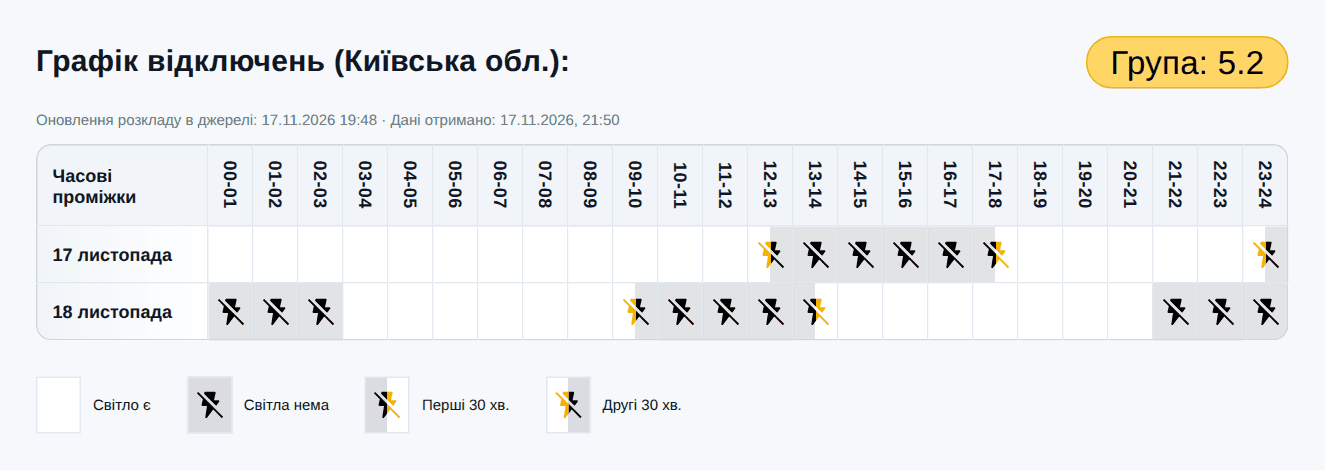 Графік відключень (Київська обл.):
Група: 5.2
Оновлення розкладу в джерелі: 17.11.2026 19:48 · Дані отримано: 17.11.2026, 21:50
Часові
проміжки
00-01 01-02 02-03 03-04 04-05 05-06 06-07 07-08 08-09 09-10 10-11 11-12 12-13 13-14 14-15 15-16 16-17 17-18 18-19 19-20 20-21 21-22 22-23 23-24
17 листопада
18 листопада
Світло є Світла нема Перші 30 хв. Другі 30 хв.